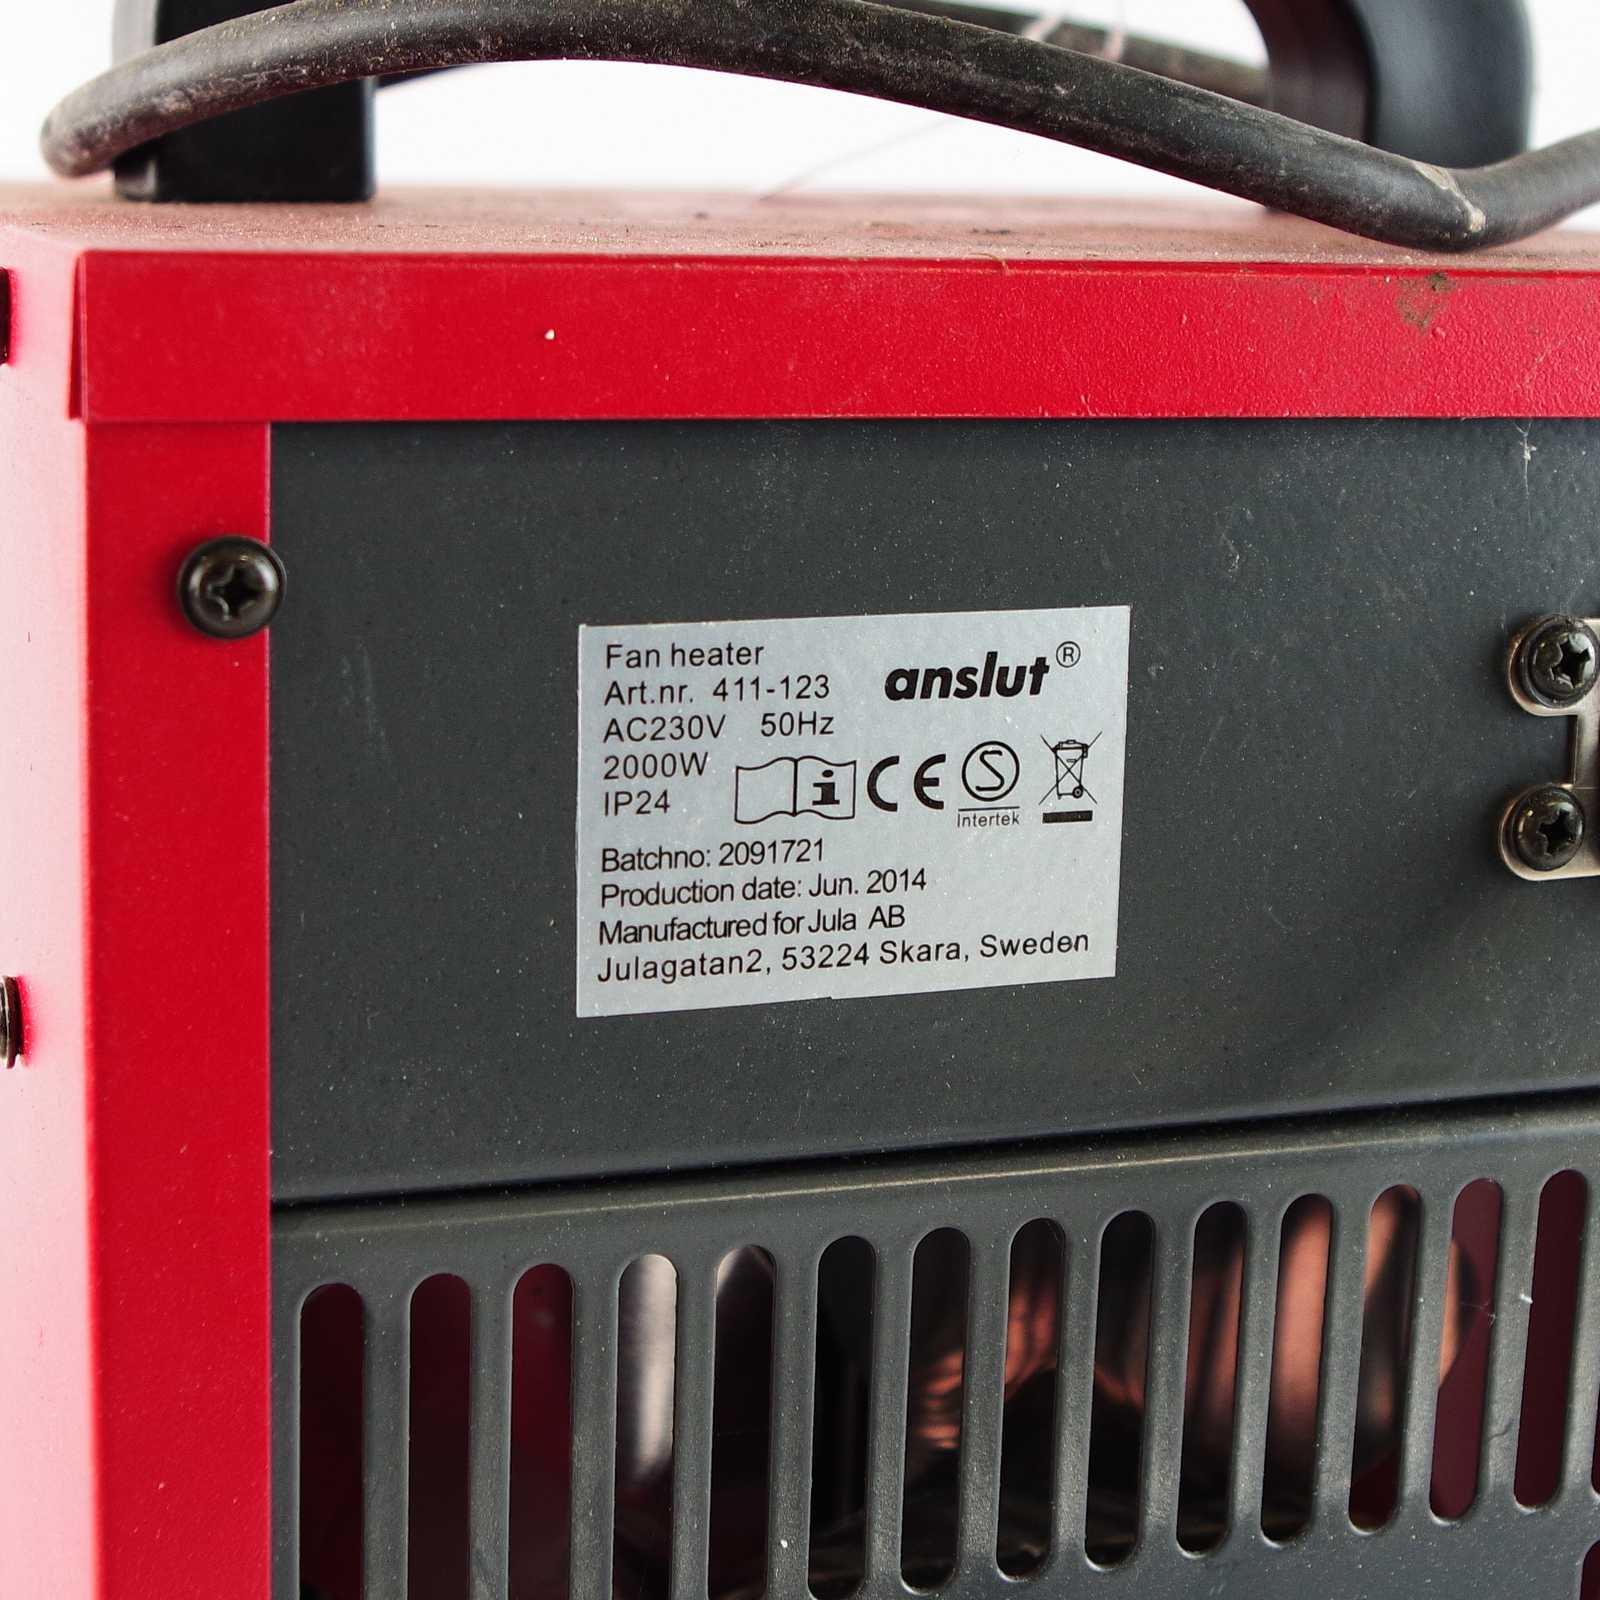 Fan heater
anslut®
Art.nr. 411-123
AC230V 50Hz
2000W
IP24
i CE S
Intertek
Batchno: 2091721
Production date: Jun. 2014
Manufactured for Jula AB
Julagatan2, 53224 Skara, Sweden